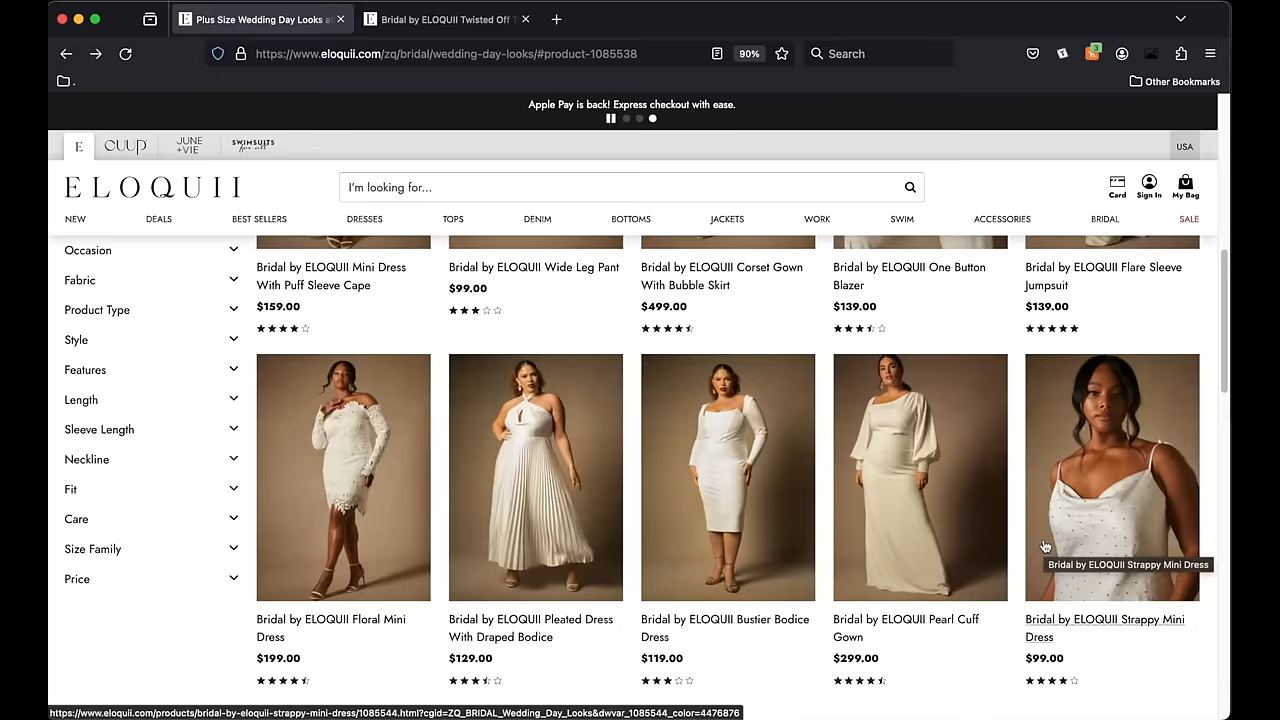 Plus Size Wedding Day Looks a
Bridal by ELOQUII Twisted Off T
https://www.eloquii.com/zq/bridal/wedding-day-looks/#product-1085538
90%
Search
3
.
Other Bookmarks
Apple Pay is back! Express checkout with ease.
E
CUUP
JUNE
+VIE
SWIMSUITS
for all
USA
ELOQUII
I'm looking for...
Card
Sign In
My Bag
NEW
DEALS
BEST SELLERS
DRESSES
TOPS
DENIM
BOTTOMS
JACKETS
WORK
SWIM
ACCESSORIES
BRIDAL
SALE
Occasion
Fabric
Product Type
Style
Features
Length
Sleeve Length
Neckline
Fit
Care
Size Family
Price
Bridal by ELOQUII Mini Dress
With Puff Sleeve Cape
$159.00
Bridal by ELOQUII Wide Leg Pant
$99.00
Bridal by ELOQUII Corset Gown
With Bubble Skirt
$499.00
Bridal by ELOQUII One Button
Blazer
$139.00
Bridal by ELOQUII Flare Sleeve
Jumpsuit
$139.00
Bridal by ELOQUII Strappy Mini Dress
Bridal by ELOQUII Floral Mini
Dress
$199.00
Bridal by ELOQUII Pleated Dress
With Draped Bodice
$129.00
Bridal by ELOQUII Bustier Bodice
Dress
$119.00
Bridal by ELOQUII Pearl Cuff
Gown
$299.00
Bridal by ELOQUII Strappy Mini
Dress
$99.00
https://www.eloquii.com/products/bridal-by-eloquii-strappy-mini-dress/1085544.html?cgid=ZQ_BRIDAL_Wedding_Day_Looks&dwvar_1085544_color=4476876